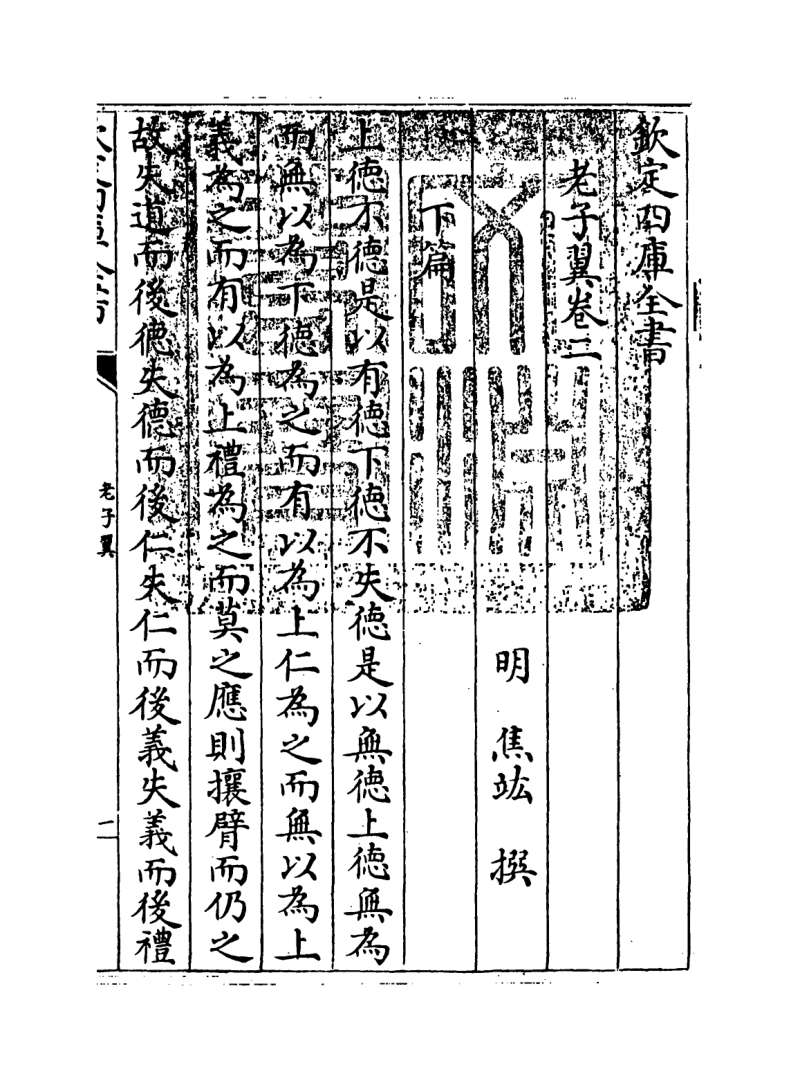 欽定四庫全書
老子翼卷二
明 焦竑 撰
下篇
上德不德是以有德下德不失德是以無德上德無為
而無以為下德為之而有以為上仁為之而無以為上
義為之而有以為上禮為之而莫之應則攘臂而仍之
故失道而後德失德而後仁失仁而後義失義而後禮
老子翼